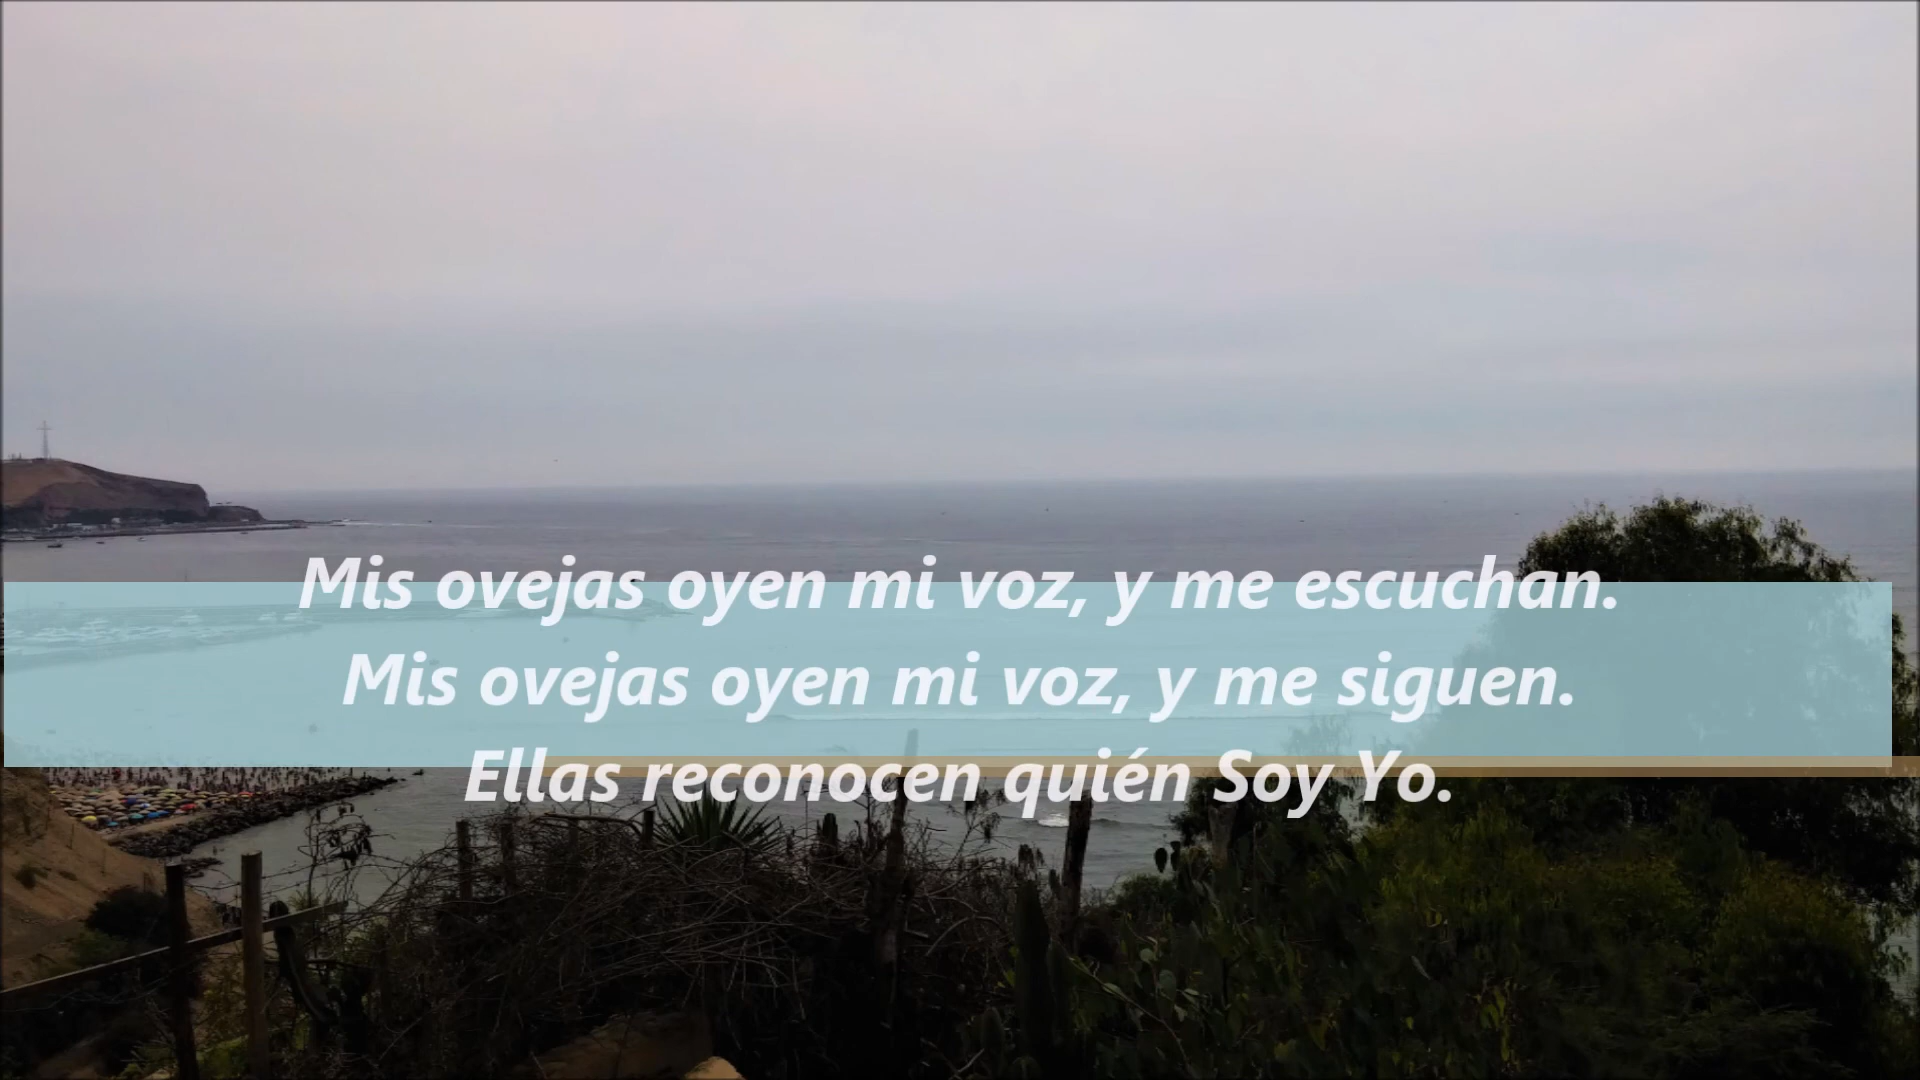 Mis ovejas oyen mi voz, y me escuchan.
Mis ovejas oyen mi voz, y me siguen.
Ellas reconocen quién Soy Yo.